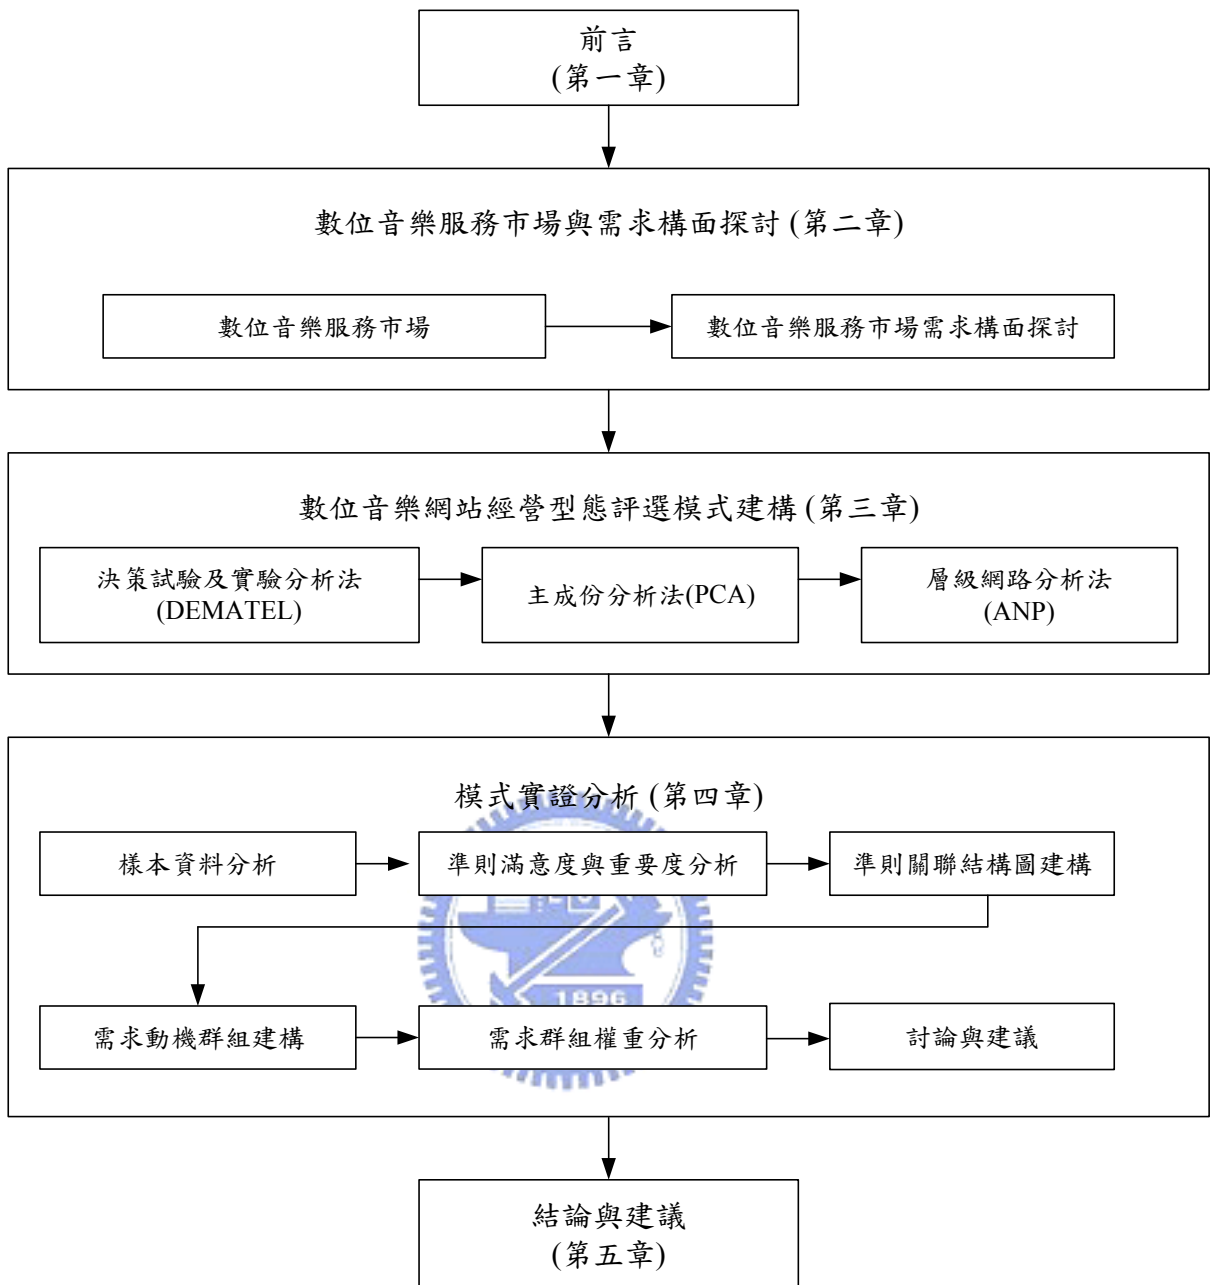 前言
(第一章)
數位音樂服務市場與需求構面探討 (第二章)
數位音樂服務市場
數位音樂服務市場需求構面探討
數位音樂網站經營型態評選模式建構 (第三章)
決策試驗及實驗分析法
(DEMATEL)
主成份分析法(PCA)
層級網路分析法
(ANP)
模式實證分析 (第四章)
樣本資料分析
準則滿意度與重要度分析
準則關聯結構圖建構
1896
需求動機群組建構
需求群組權重分析
討論與建議
結論與建議
(第五章)